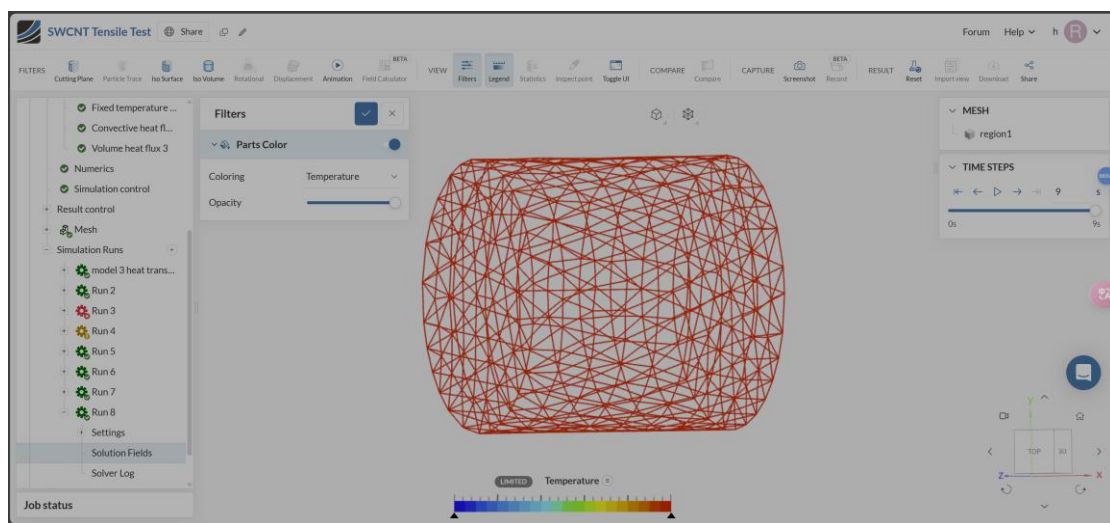 SWCNT Tensile Test Share
Forum Help h R
FILTERS Cutting Plane Particle Trace Iso Surface Iso Volume Rotational Displacement Animation BETA Field Calculator VIEW Filters Legend Statistics Inspect point Toggle UI COMPARE Compare CAPTURE Screenshot BETA Record RESULT Reset Import view Download Share
Fixed temperature ...
Convective heat fl...
Volume heat flux 3
Numerics
Simulation control
Result control
Mesh
Simulation Runs
model 3 heat trans...
Run 2
Run 3
Run 4
Run 5
Run 6
Run 7
Run 8
Settings
Solution Fields
Solver Log
Job status
Filters
Parts Color
Coloring Temperature
Opacity
LIMITED Temperature
MESH
region1
TIME STEPS
9 s
0s 9s
Y
TOP
Z X